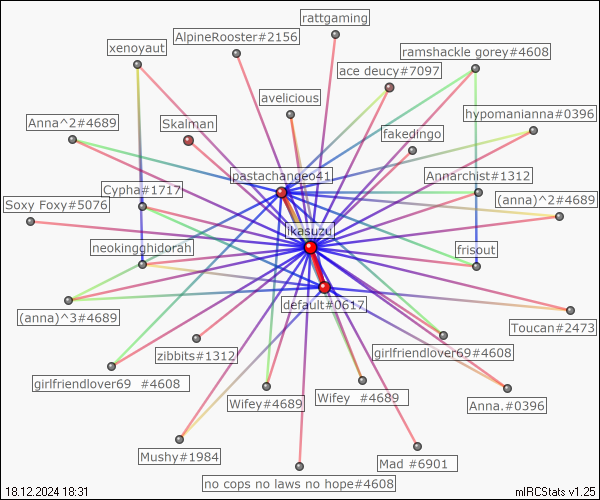 rattgaming
AlpineRooster#2156
xenoyaut
ramshackle gorey#4608
ace deucy#7097
avelicious
hypomanianna#0396
Anna^2#4689
Skalman
fakedingo
pastachangeo41
Annarchist#1312
Cypha#1717
(anna)^2#4689
Soxy Foxy#5076
likasuzu
neokingghidorah
frisout
default#0617
(anna)^3#4689
Toucan#2473
zibbits#1312
girlfriendlover69#4608
girlfriendlover69 #4608
Wifey#4689
Wifey #4689
Anna.#0396
Mushy#1984
Mad #6901
no cops no laws no hope#4608
18.12.2024 18:31
mIRCStats v1.25